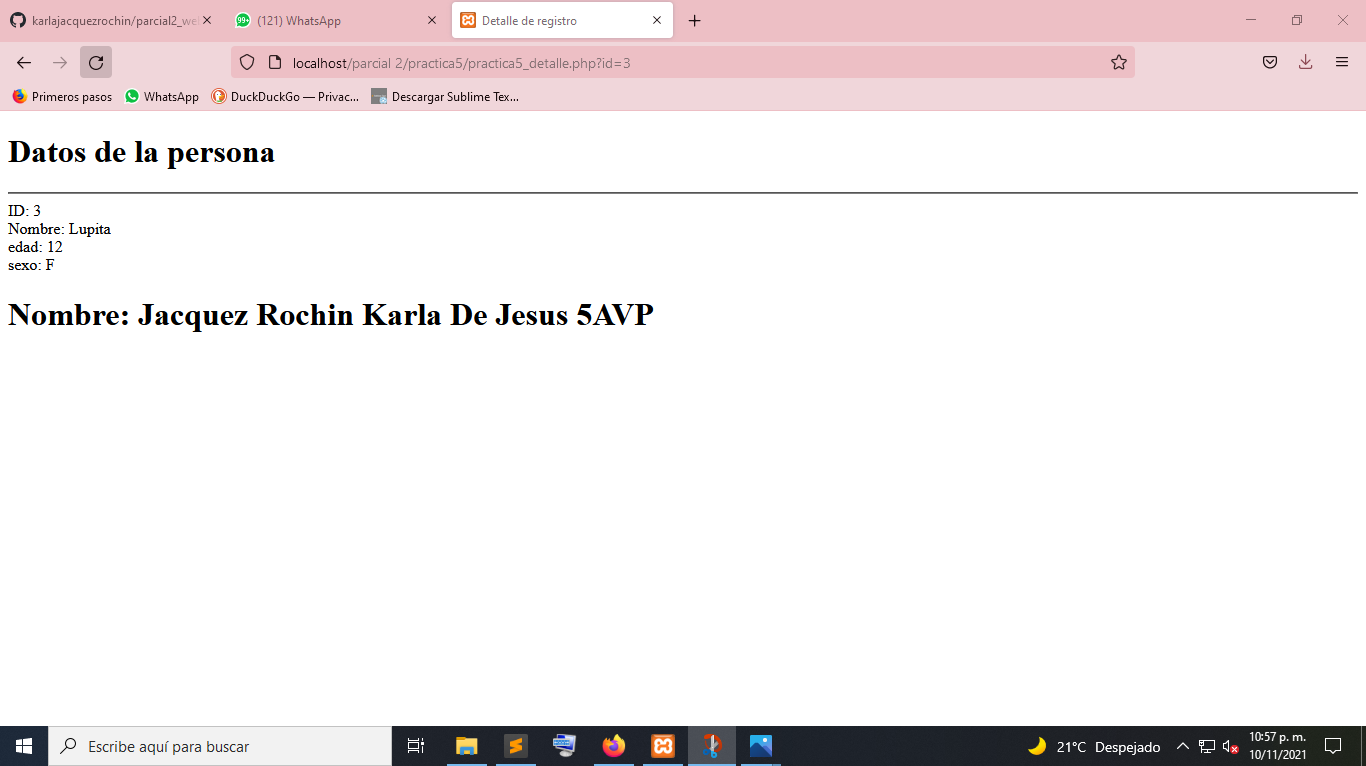 karlajacquezrochin/parcial2_we
99+ (121) WhatsApp
Detalle de registro
localhost/parcial 2/practica5/practica5_detalle.php?id=3
Primeros pasos
WhatsApp
DuckDuckGo — Privac...
Descargar Sublime Tex...
Datos de la persona
ID: 3
Nombre: Lupita
edad: 12
sexo: F
Nombre: Jacquez Rochin Karla De Jesus 5AVP
Escribe aquí para buscar
21°C Despejado
10:57 p. m.
10/11/2021